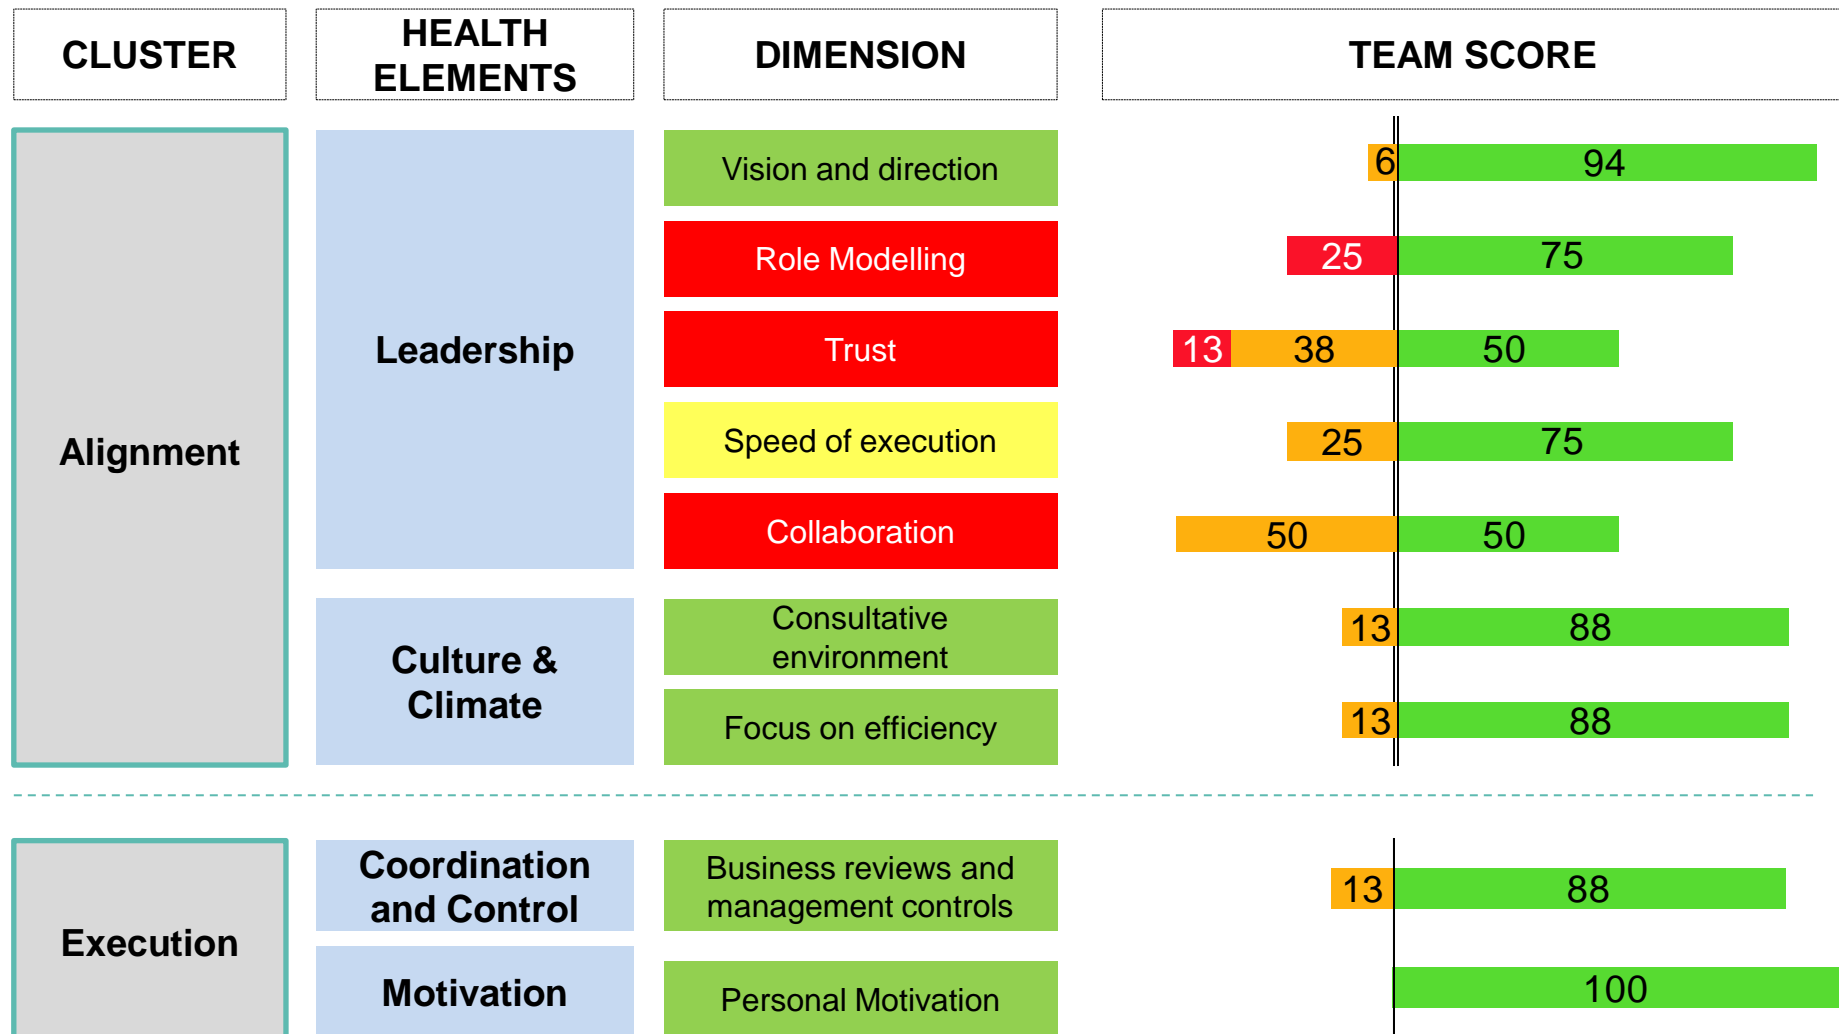 CLUSTER
HEALTH
ELEMENTS
DIMENSION
TEAM SCORE
Alignment
Leadership
Vision and direction
6 94
Role Modelling
25 75
Trust
13 38 50
Speed of execution
25 75
Collaboration
50 50
Culture &
Climate
Consultative
environment
13 88
Focus on efficiency
13 88
Execution
Coordination
and Control
Business reviews and
management controls
13 88
Motivation
Personal Motivation
100